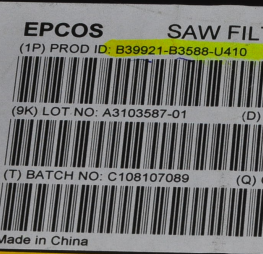 EPCOS SAW FILT
(1P) PROD ID: B39921-B3588-U410
(9K) LOT NO: A3103587-01 (D)
(T) BATCH NO: C108107089 (Q)
Made in China